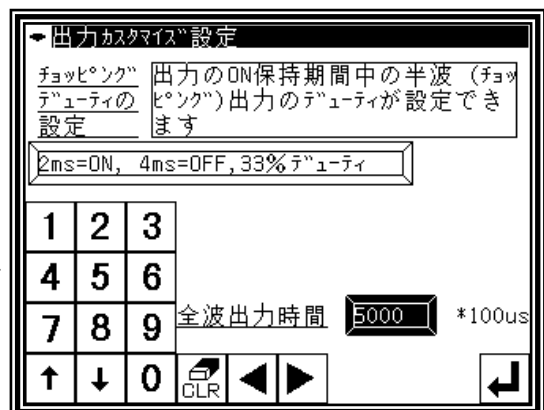 出力ｶｽﾀﾏｲｽﾞ設定
ﾁｮｯﾋﾟﾝｸﾞ
ﾃﾞｭｰﾃｨの
設定
出力のON保持期間中の半波 (ﾁｮｯ
ﾋﾟﾝｸﾞ)出力のﾃﾞｭｰﾃｨが設定でき
ます
2ms=ON, 4ms=OFF,33%ﾃﾞｭｰﾃｨ
1 2 3
4 5 6
7 8 9
全波出力時間 5000 *100us
↑ ↓ 0 CLR ◀ ▶ ↵